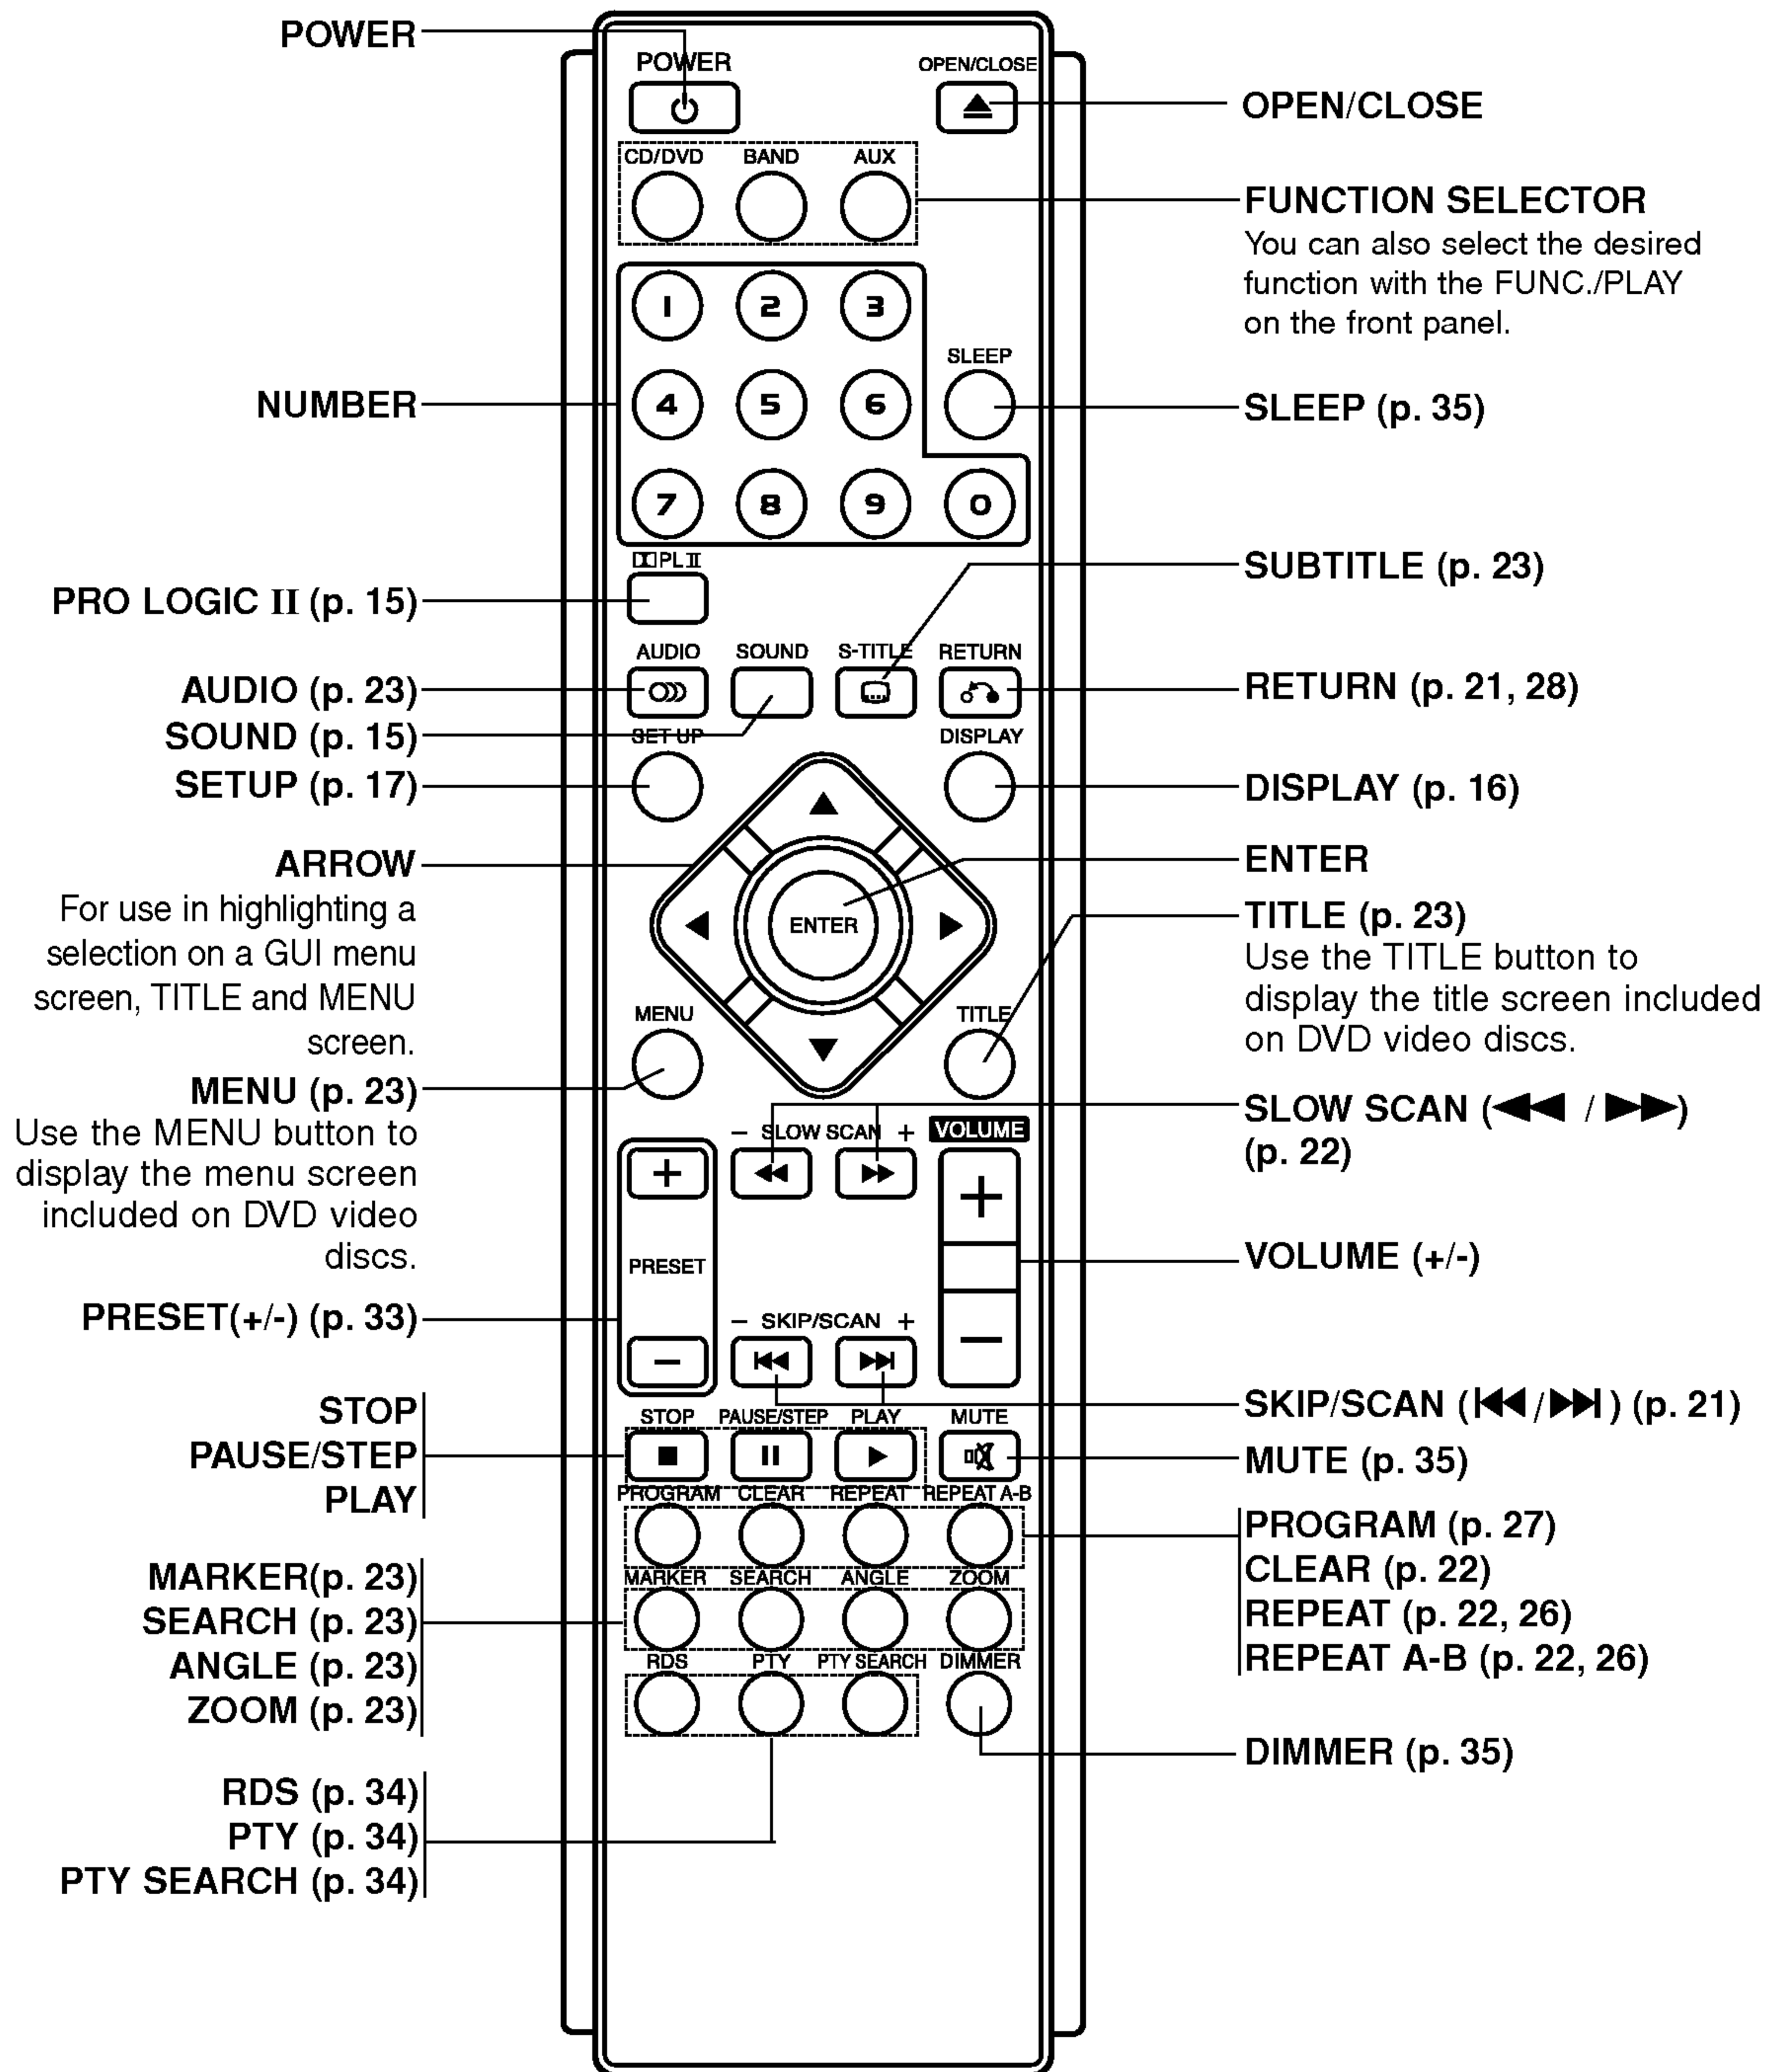 POWER
POWER
OPEN/CLOSE
OPEN/CLOSE
CD/DVD BAND AUX
FUNCTION SELECTOR
You can also select the desired
function with the FUNC./PLAY
on the front panel.
1 2 3
SLEEP
NUMBER
4 5 6
SLEEP (p. 35)
7 8 9 0
PL II
SUBTITLE (p. 23)
PRO LOGIC II (p. 15)
AUDIO SOUND S-TITLE RETURN
AUDIO (p. 23)
RETURN (p. 21, 28)
SOUND (p. 15)
SET UP DISPLAY
SETUP (p. 17)
DISPLAY (p. 16)
ARROW
For use in highlighting a
selection on a GUI menu
screen, TITLE and MENU
screen.
ENTER
ENTER
TITLE (p. 23)
Use the TITLE button to
display the title screen included
on DVD video discs.
MENU TITLE
MENU (p. 23)
Use the MENU button to
display the menu screen
included on DVD video
discs.
SLOW SCAN (◀◀ / ▶▶)
(p. 22)
– SLOW SCAN + VOLUME
+ +
PRESET
VOLUME (+/-)
PRESET(+/-) (p. 33)
– SKIP/SCAN +
– –
SKIP/SCAN (|◀◀/▶▶|) (p. 21)
STOP
PAUSE/STEP
PLAY
STOP PAUSE/STEP PLAY MUTE
MUTE (p. 35)
PROGRAM CLEAR REPEAT REPEAT A-B
PROGRAM (p. 27)
CLEAR (p. 22)
REPEAT (p. 22, 26)
REPEAT A-B (p. 22, 26)
MARKER(p. 23)
SEARCH (p. 23)
ANGLE (p. 23)
ZOOM (p. 23)
MARKER SEARCH ANGLE ZOOM
RDS PTY PTY SEARCH DIMMER
DIMMER (p. 35)
RDS (p. 34)
PTY (p. 34)
PTY SEARCH (p. 34)